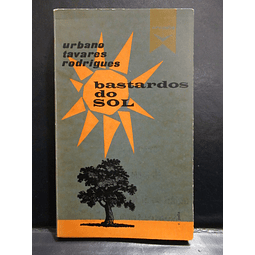 urbano
tavares
rodrigues
bastardos
do
SOL